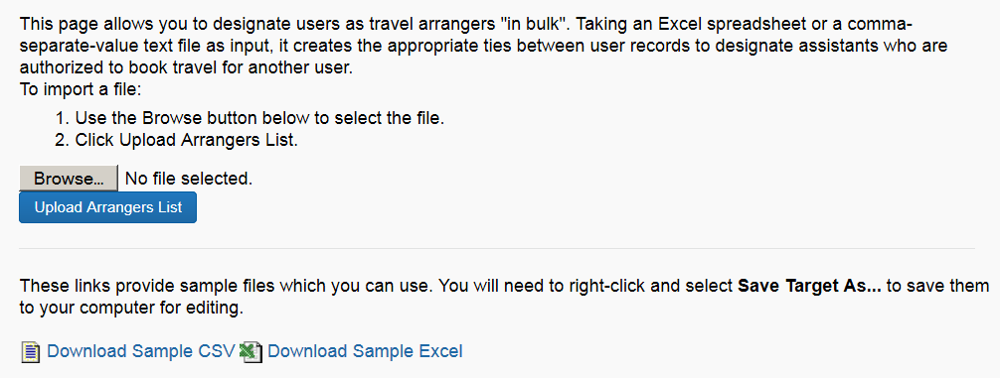 This page allows you to designate users as travel arrangers "in bulk". Taking an Excel spreadsheet or a comma-
separate-value text file as input, it creates the appropriate ties between user records to designate assistants who are
authorized to book travel for another user.
To import a file:
1. Use the Browse button below to select the file.
2. Click Upload Arrangers List.
Browse... No file selected.
Upload Arrangers List
These links provide sample files which you can use. You will need to right-click and select Save Target As... to save them
to your computer for editing.
Download Sample CSV Download Sample Excel